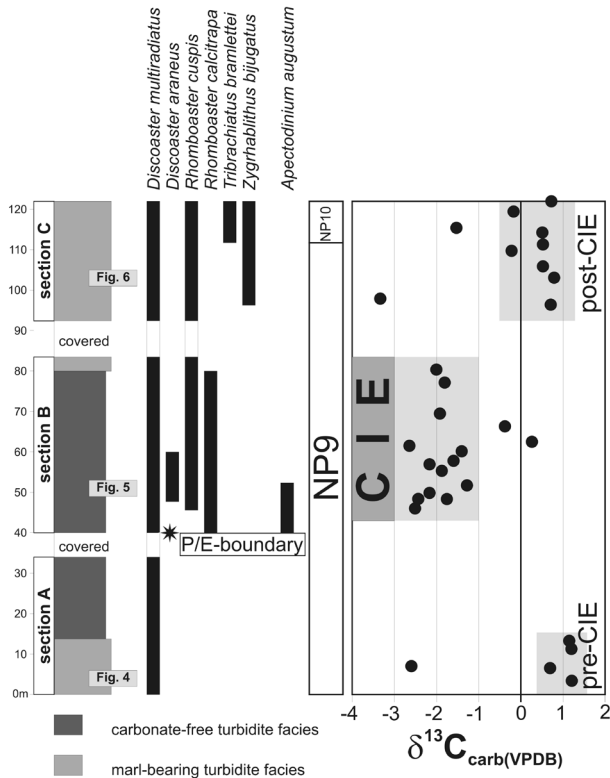 Discoaster multiradiatus
Discoaster araneus
Rhomboaster cuspis
Rhomboaster calcitrapa
Tribrachiatus bramlettei
Zygrhablithus bijugatus
Apectodinium augustum
section C
120
110
100
90
Fig. 6
covered
section B
80
70
60
50
40
Fig. 5
covered
P/E-boundary
section A
30
20
10
0m
Fig. 4
NP10
NP9
post-CIE
CIE
pre-CIE
-4 -3 -2 -1 0 1 2
δ13Ccarb(VPDB)
carbonate-free turbidite facies
marl-bearing turbidite facies